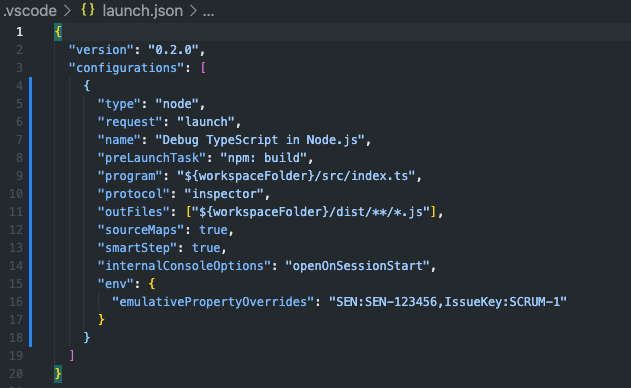 .vscode > {} launch.json > ...
1 {
2 "version": "0.2.0",
3 "configurations": [
4 {
5 "type": "node",
6 "request": "launch",
7 "name": "Debug TypeScript in Node.js",
8 "preLaunchTask": "npm: build",
9 "program": "${workspaceFolder}/src/index.ts",
10 "protocol": "inspector",
11 "outFiles": ["${workspaceFolder}/dist/**/*.js"],
12 "sourceMaps": true,
13 "smartStep": true,
14 "internalConsoleOptions": "openOnSessionStart",
15 "env": {
16 "emulativePropertyOverrides": "SEN:SEN-123456,IssueKey:SCRUM-1"
17 }
18 }
19 ]
20 }